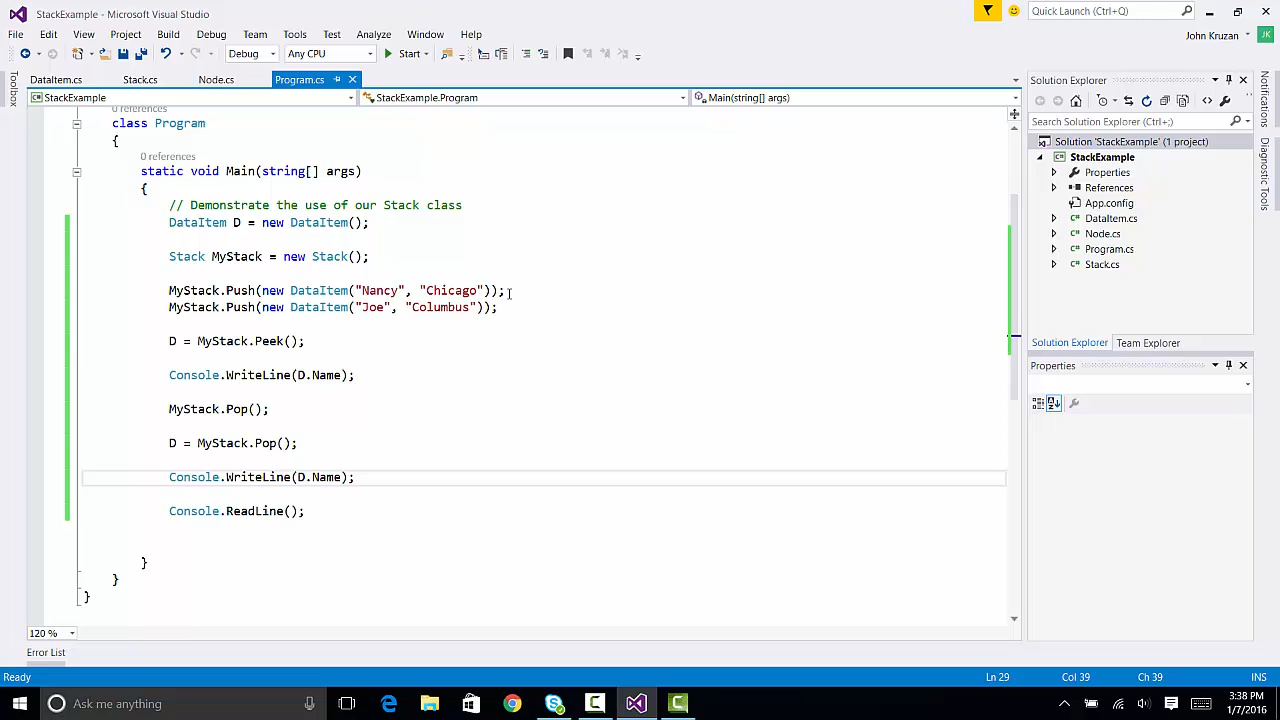 StackExample - Microsoft Visual Studio
Quick Launch (Ctrl+Q)
File Edit View Project Build Debug Team Tools Test Analyze Window Help
John Kruzan JK
Debug Any CPU Start
DataItem.cs Stack.cs Node.cs Program.cs
StackExample StackExample.Program Main(string[] args)
Toolbox
0 references
class Program
{
0 references
static void Main(string[] args)
{
// Demonstrate the use of our Stack class
DataItem D = new DataItem();
Stack MyStack = new Stack();
MyStack.Push(new DataItem("Nancy", "Chicago"));
MyStack.Push(new DataItem("Joe", "Columbus"));
D = MyStack.Peek();
Console.WriteLine(D.Name);
MyStack.Pop();
D = MyStack.Pop();
Console.WriteLine(D.Name);
Console.ReadLine();
}
}
}
120 %
Error List
Solution Explorer
Search Solution Explorer (Ctrl+;)
Solution 'StackExample' (1 project)
StackExample
Properties
References
App.config
DataItem.cs
Node.cs
Program.cs
Stack.cs
Solution Explorer Team Explorer
Properties
Notifications
Diagnostic Tools
Ready Ln 29 Col 39 Ch 39 INS
Ask me anything
3:38 PM
1/7/2016